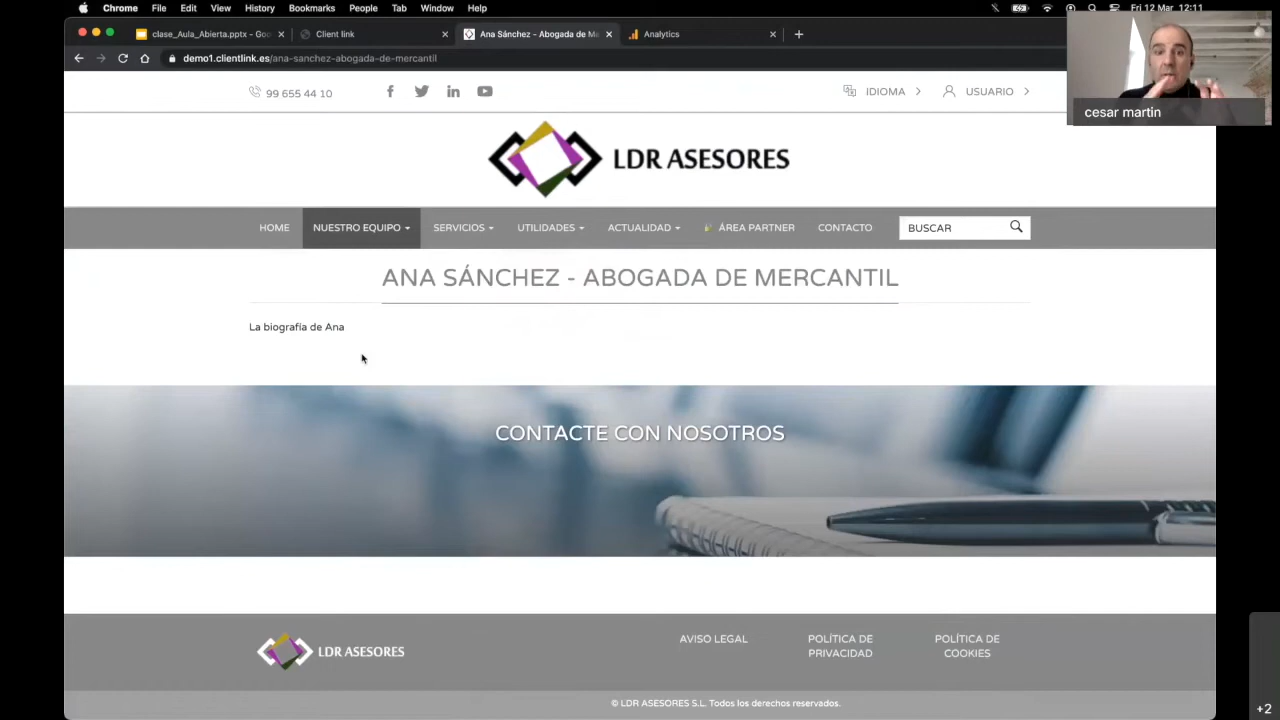 Chrome File Edit View History Bookmarks People Tab Window Help Fri 12 Mar 12:11
clase_Aula_Abierta.pptx - Goo
Client link
Ana Sánchez - Abogada de Me
Analytics
demo1.clientlink.es/ana-sanchez-abogada-de-mercantil
cesar martin
99 655 44 10
IDIOMA
USUARIO
LDR ASESORES
HOME NUESTRO EQUIPO SERVICIOS UTILIDADES ACTUALIDAD ÁREA PARTNER CONTACTO BUSCAR
ANA SÁNCHEZ - ABOGADA DE MERCANTIL
La biografía de Ana
CONTACTE CON NOSOTROS
LDR ASESORES
AVISO LEGAL
POLÍTICA DE
PRIVACIDAD
POLÍTICA DE
COOKIES
© LDR ASESORES S.L. Todos los derechos reservados.
+2